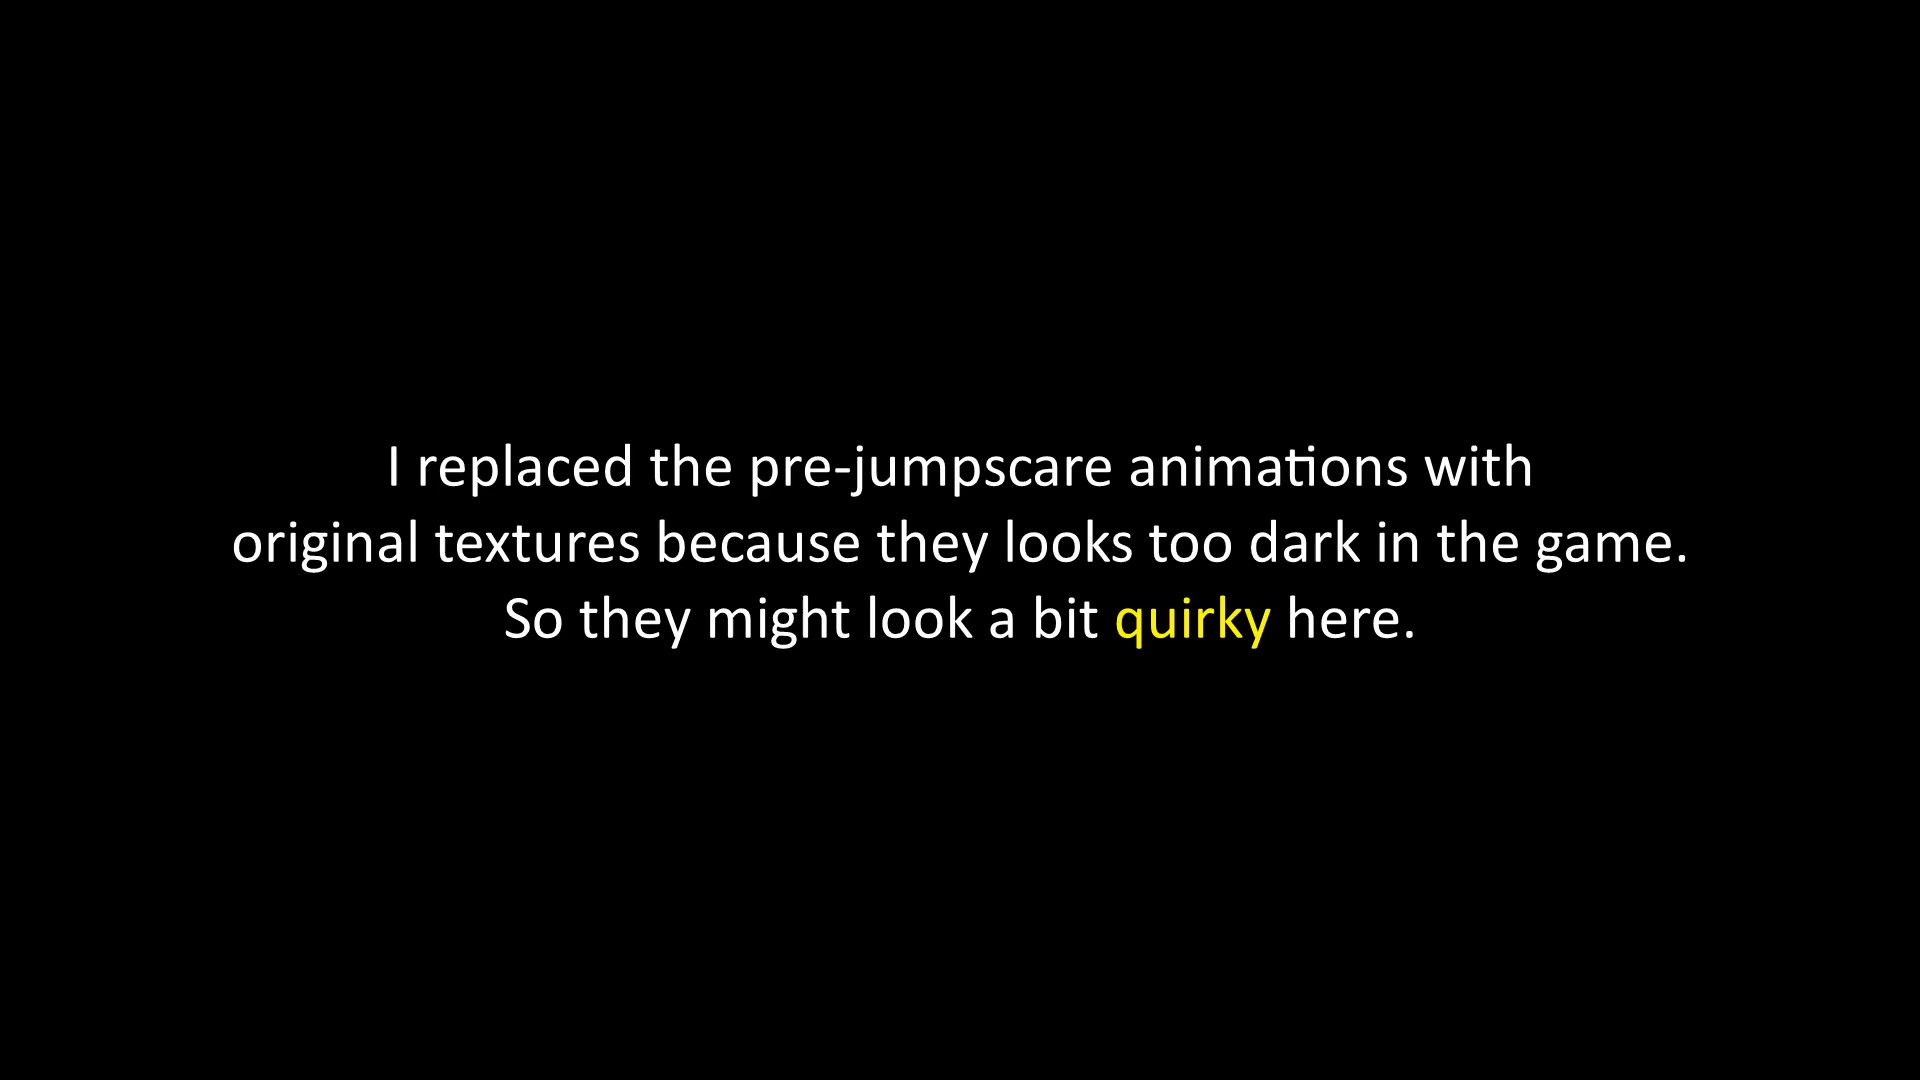 I replaced the pre-jumpscare animations with
original textures because they looks too dark in the game.
So they might look a bit quirky here.